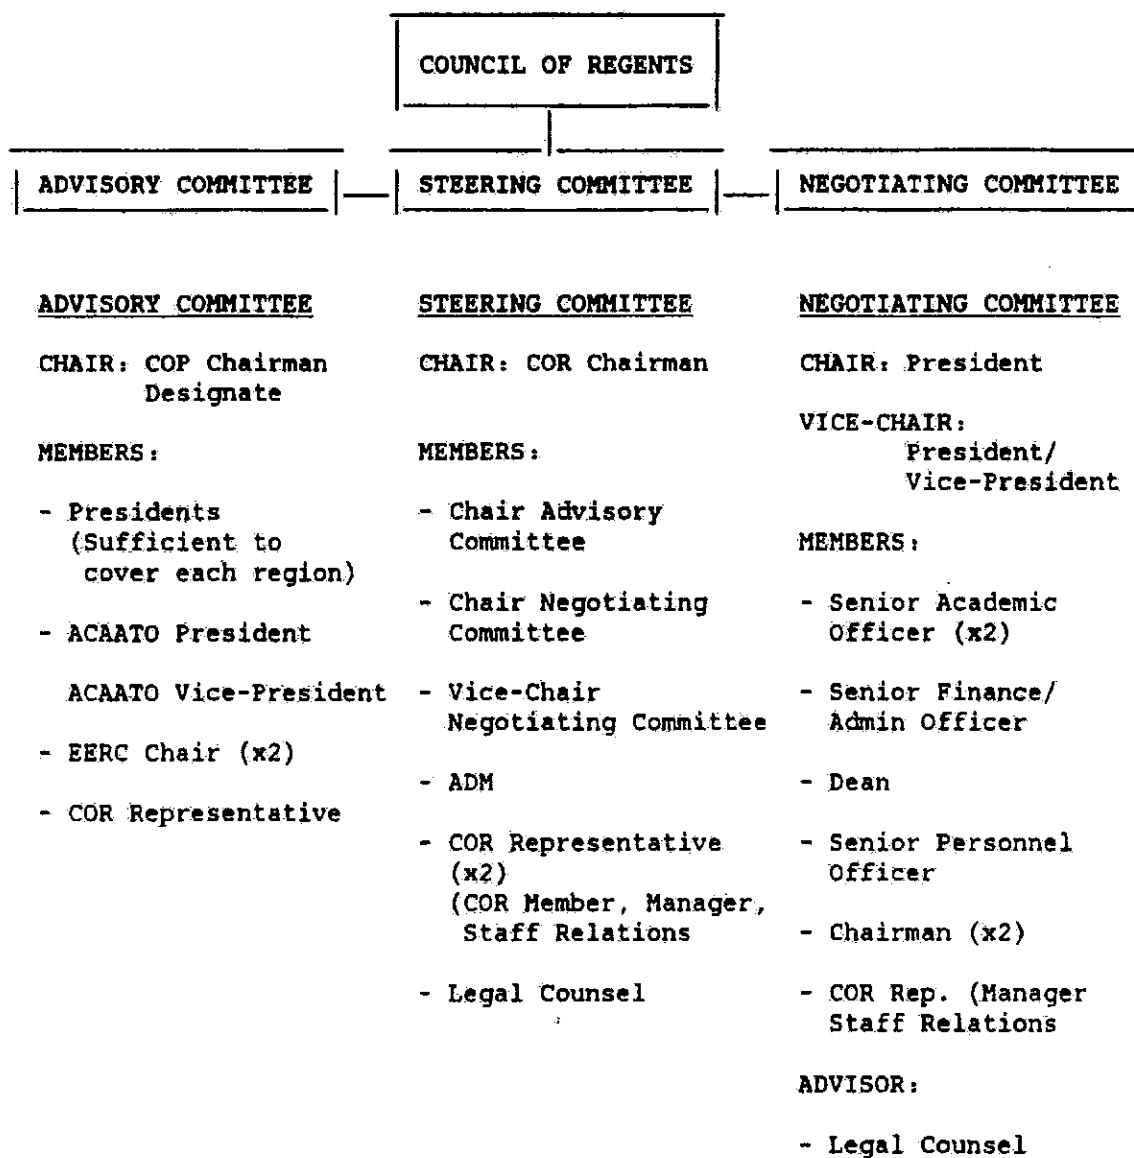 COUNCIL OF REGENTS
ADVISORY COMMITTEE
STEERING COMMITTEE
NEGOTIATING COMMITTEE
ADVISORY COMMITTEE
CHAIR: COP Chairman
Designate
MEMBERS:
- Presidents
(Sufficient to
cover each region)
- ACAATO President
ACAATO Vice-President
- EERC Chair (x2)
- COR Representative
STEERING COMMITTEE
CHAIR: COR Chairman
MEMBERS:
- Chair Advisory
Committee
- Chair Negotiating
Committee
- Vice-Chair
Negotiating Committee
- ADM
- COR Representative
(x2)
(COR Member, Manager,
Staff Relations
- Legal Counsel
NEGOTIATING COMMITTEE
CHAIR: President
VICE-CHAIR:
President/
Vice-President
MEMBERS:
- Senior Academic
Officer (x2)
- Senior Finance/
Admin Officer
- Dean
- Senior Personnel
Officer
- Chairman (x2)
- COR Rep. (Manager
Staff Relations
ADVISOR:
- Legal Counsel